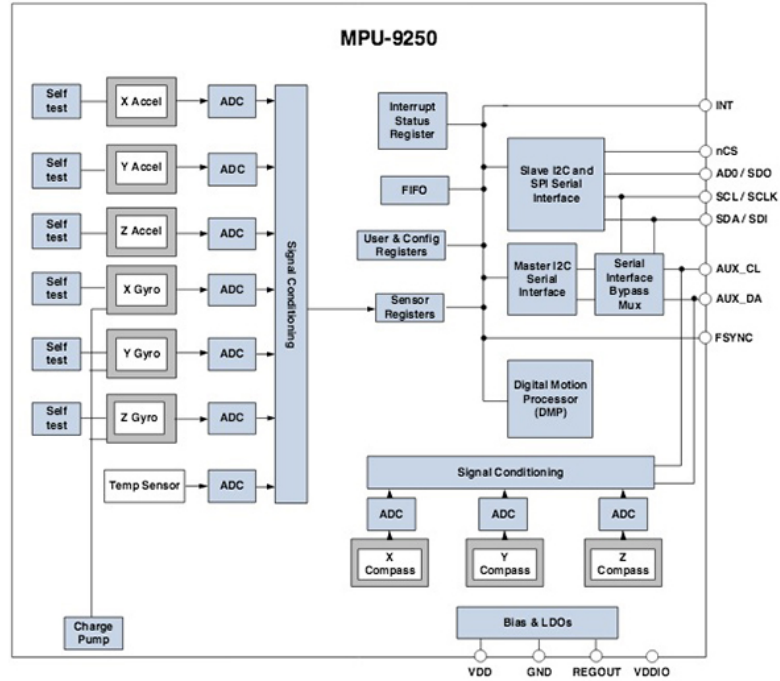 MPU-9250
Self
test
X Accel
ADC
Self
test
Y Accel
ADC
Self
test
Z Accel
ADC
Self
test
X Gyro
ADC
Self
test
Y Gyro
ADC
Self
test
Z Gyro
ADC
Temp Sensor
ADC
Charge
Pump
Signal Conditioning
Interrupt
Status
Register
FIFO
User & Config
Registers
Sensor
Registers
Slave I2C and
SPI Serial
Interface
Master I2C
Serial
Interface
Serial
Interface
Bypass
Mux
Digital Motion
Processor
(DMP)
INT
nCS
AD0 / SDO
SCL / SCLK
SDA / SDI
AUX_CL
AUX_DA
FSYNC
Signal Conditioning
ADC
ADC
ADC
X
Compass
Y
Compass
Z
Compass
Bias & LDOs
VDD
GND
REGOUT
VDDIO